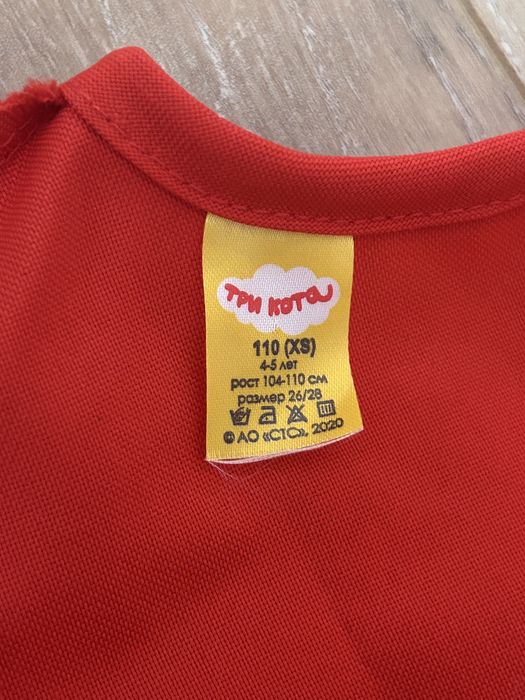 ТРИ КОТА
110 (XS)
4-5 лет
рост 104-110 см
размер 26/28
© АО «СТС», 2020